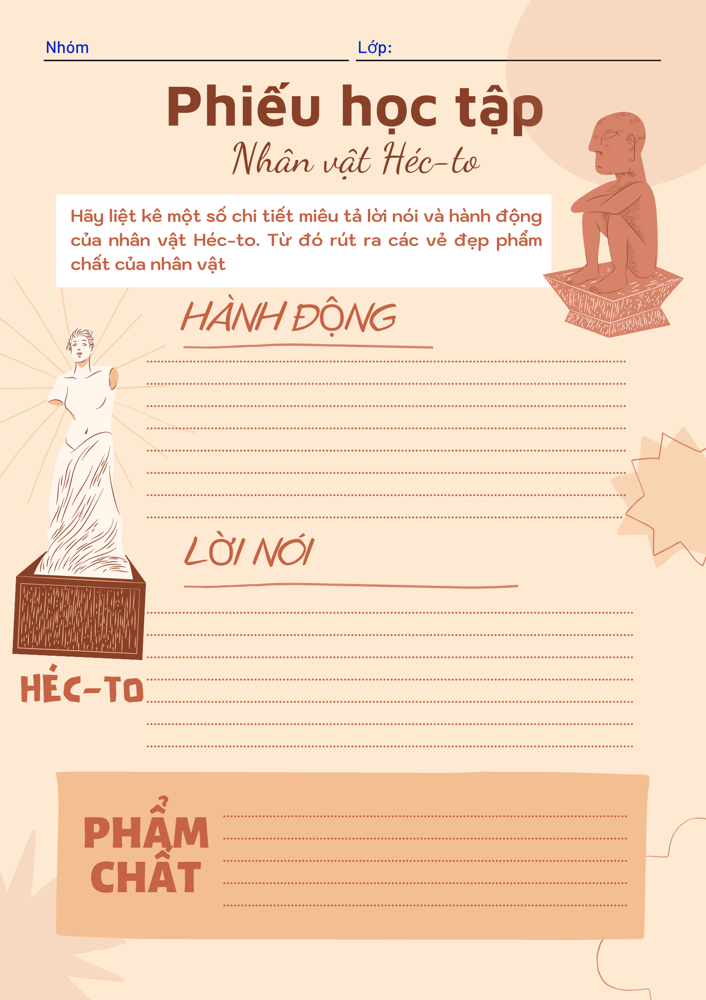 Nhóm
Lớp:
Phiếu học tập
Nhân vật Héc-to
Hãy liệt kê một số chi tiết miêu tả lời nói và hành động
của nhân vật Héc-to. Từ đó rút ra các vẻ đẹp phẩm
chất của nhân vật
HÀNH ĐỘNG
LỜI NÓI
HÉC-TO
PHẨM
CHẤT